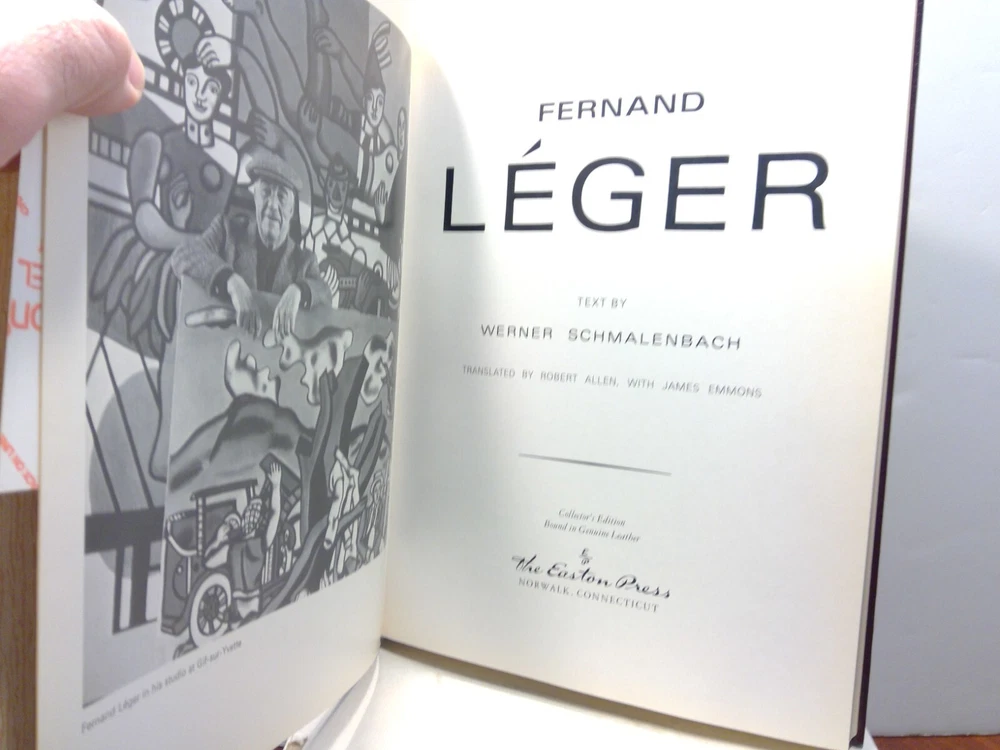 Fernand Léger in his studio at Gif-sur-Yvette
FERNAND
LÉGER
TEXT BY
WERNER SCHMALENBACH
TRANSLATED BY ROBERT ALLEN, WITH JAMES EMMONS
Collector's Edition
Bound in Genuine Leather
The Easton Press
NORWALK, CONNECTICUT